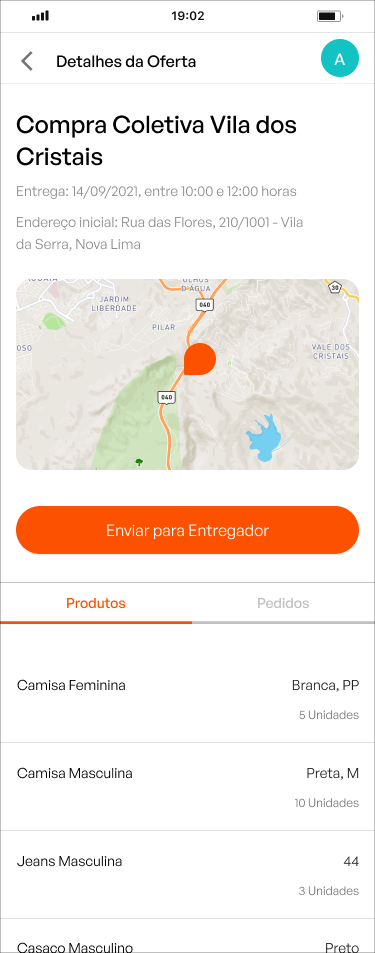 19:02
Detalhes da Oferta
A
Compra Coletiva Vila dos
Cristais
Entrega: 14/09/2021, entre 10:00 e 12:00 horas
Endereço inicial: Rua das Flores, 210/1001 - Vila
da Serra, Nova Lima
OLHOS
D'ÁGUA
30
JARDIM
LIBERDADE
040
PILAR
OSO
VALE DOS
CRISTAIS
040
Enviar para Entregador
Produtos
Pedidos
Camisa Feminina
Branca, PP
5 Unidades
Camisa Masculina
Preta, M
10 Unidades
Jeans Masculina
44
3 Unidades
Casaco Masculino
Preto